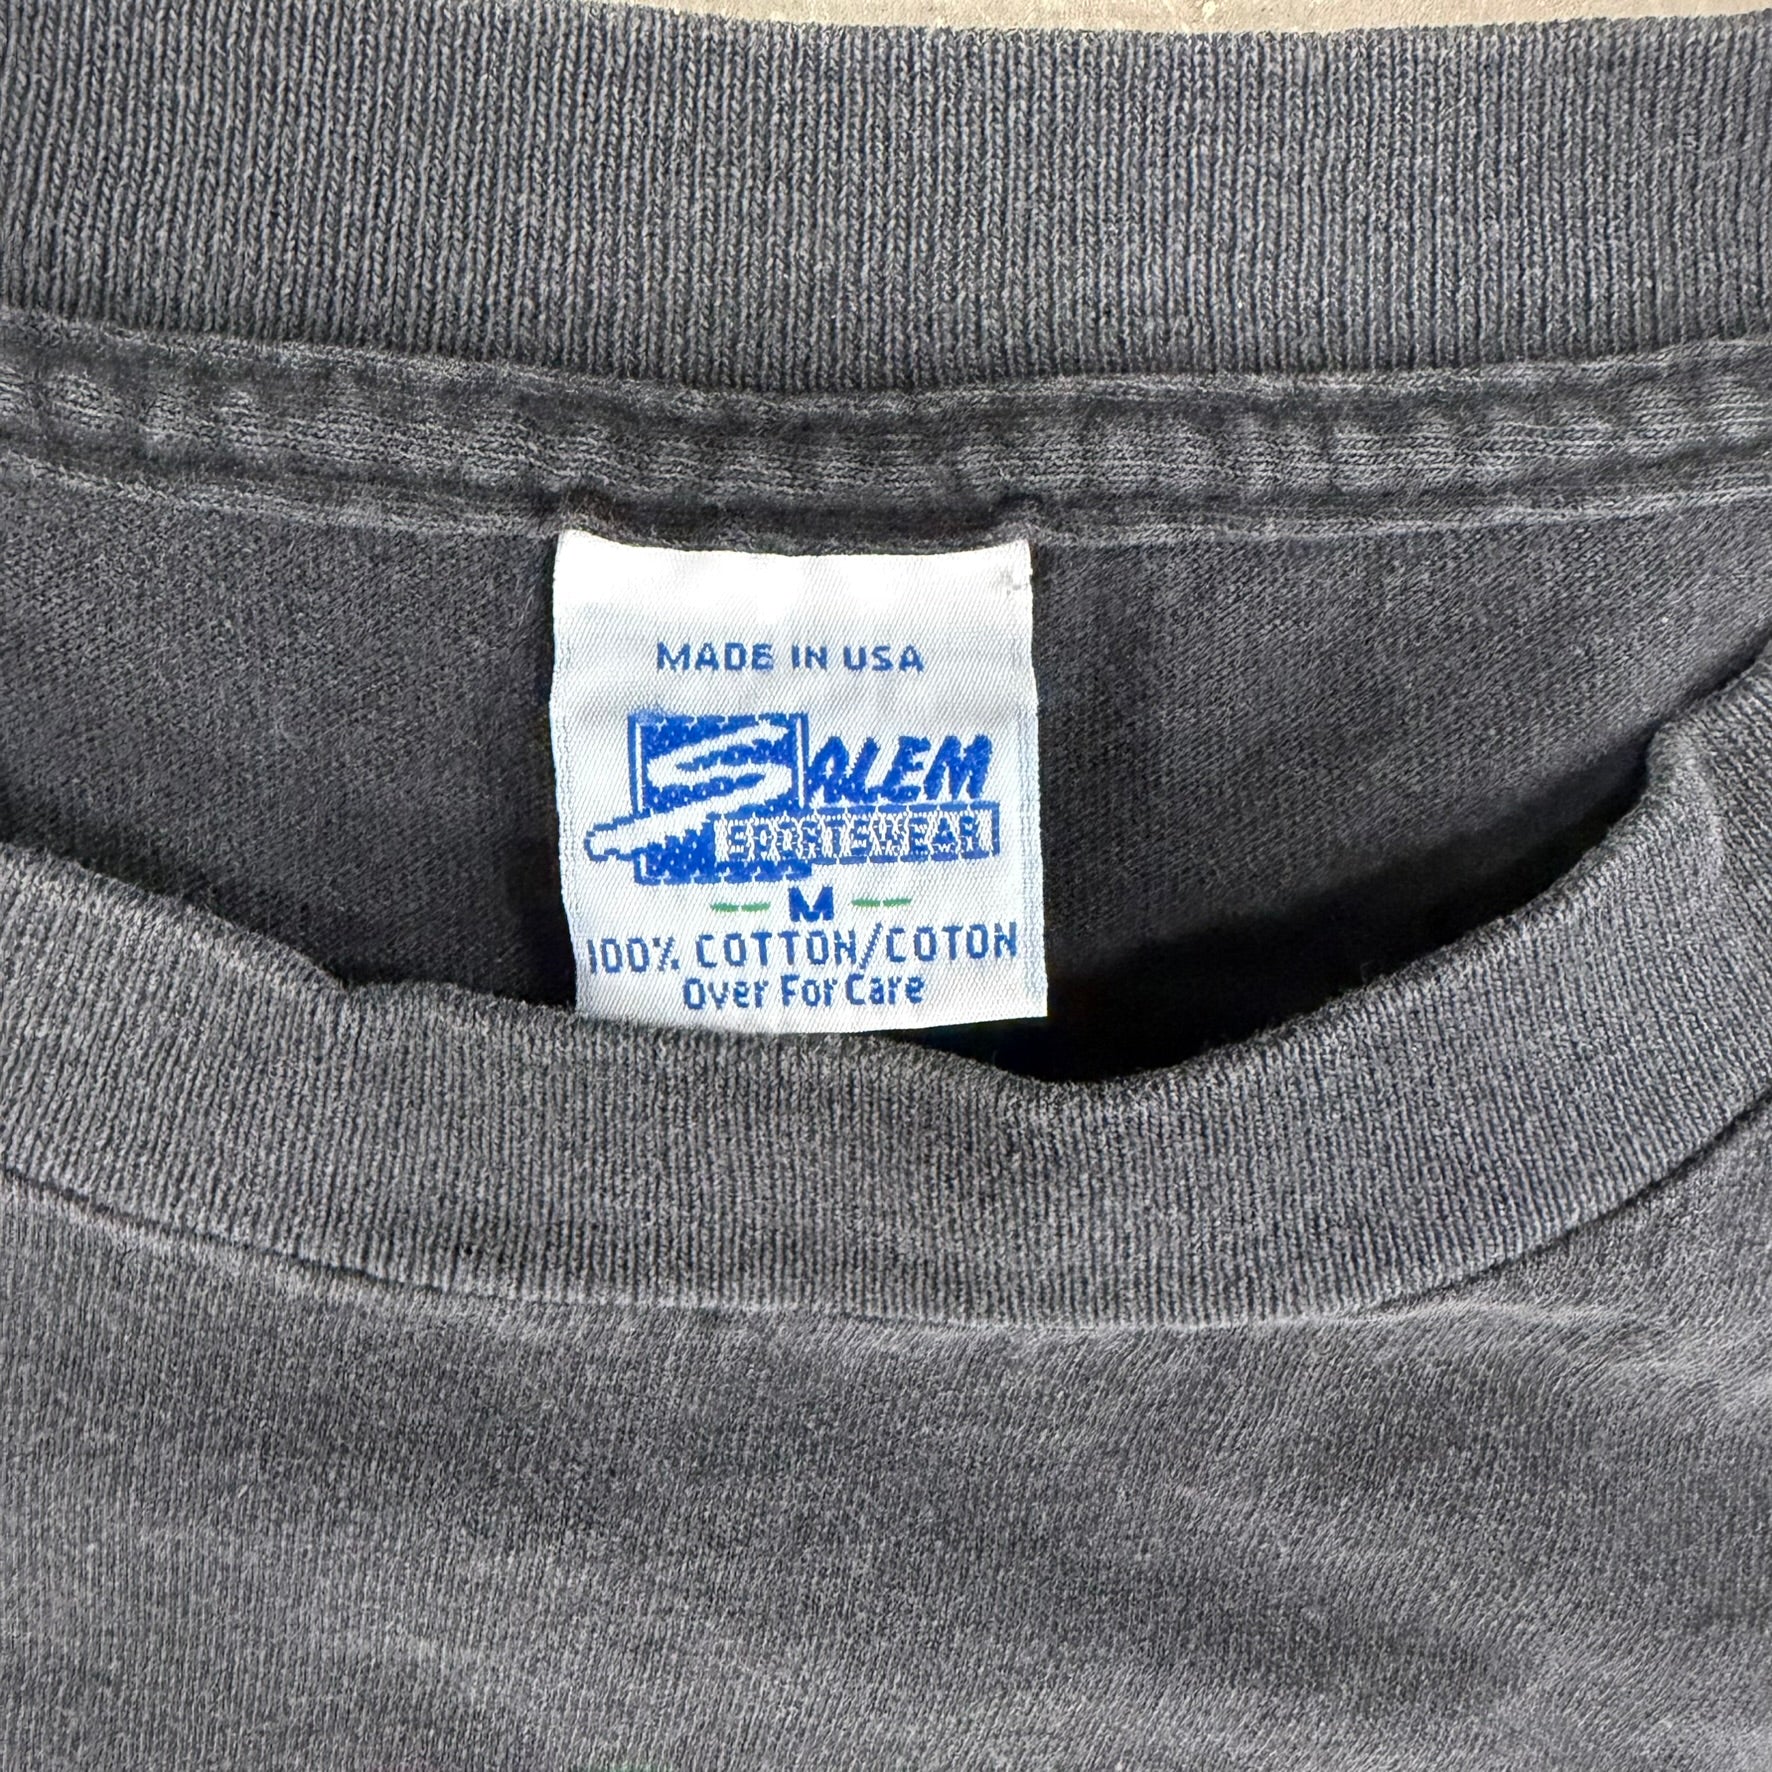 MADE IN USA
SALEM
SPORTSWEAR
M
100% COTTON/COTON
Over For Care